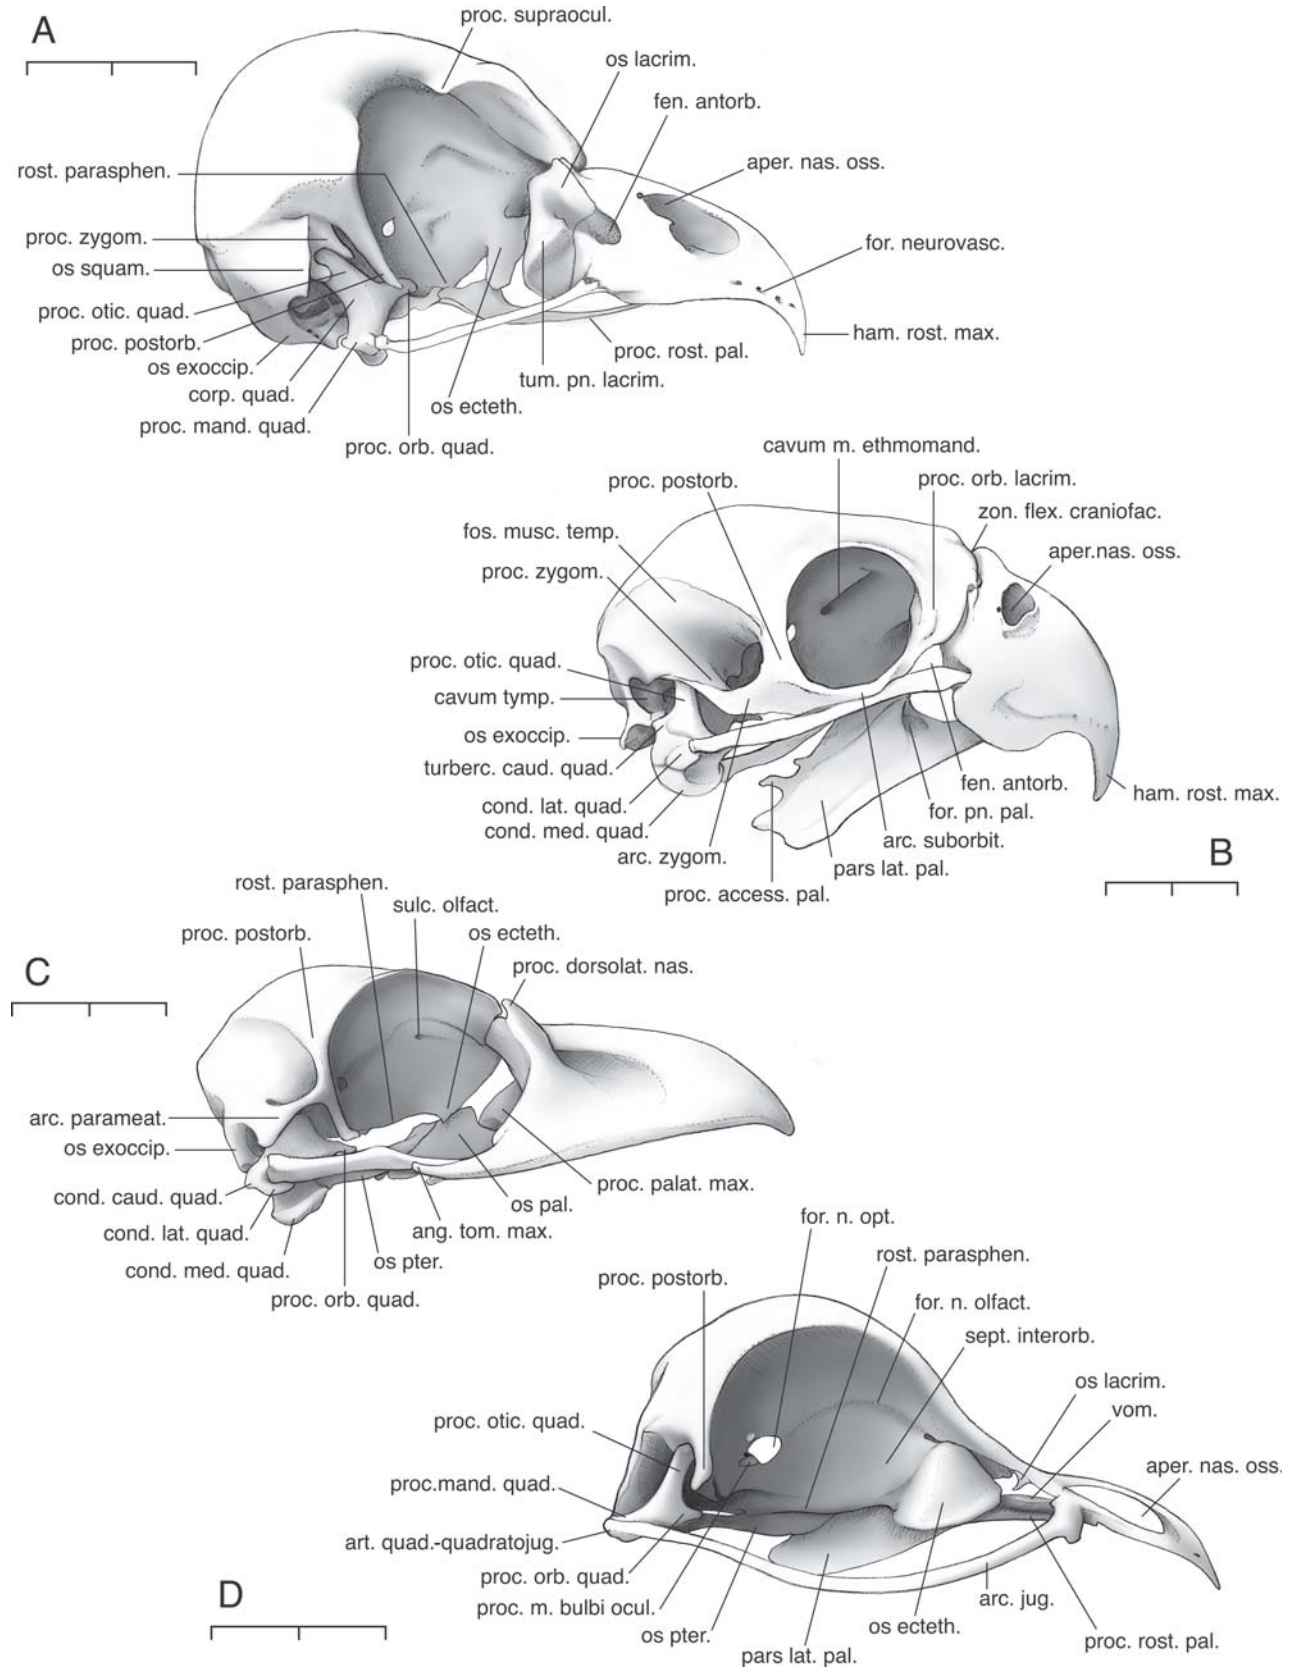 A
proc. supraocul.
os lacrim.
fen. antorb.
aper. nas. oss.
rost. parasphen.
proc. zygom.
for. neurovasc.
os squam.
proc. otic. quad.
ham. rost. max.
proc. postorb.
proc. rost. pal.
os exoccip.
tum. pn. lacrim.
corp. quad.
os ecteth.
proc. mand. quad.
proc. orb. quad.
cavum m. ethmomand.
proc. postorb.
proc. orb. lacrim.
zon. flex. craniofac.
fos. musc. temp.
aper.nas. oss.
proc. zygom.
proc. otic. quad.
cavum tymp.
os exoccip.
turberc. caud. quad.
fen. antorb.
ham. rost. max.
cond. lat. quad.
for. pn. pal.
cond. med. quad.
arc. suborbit.
arc. zygom.
B
pars lat. pal.
proc. access. pal.
rost. parasphen.
sulc. olfact.
proc. postorb.
os ecteth.
C
proc. dorsolat. nas.
arc. parameat.
os exoccip.
proc. palat. max.
cond. caud. quad.
os pal.
cond. lat. quad.
ang. tom. max.
os pter.
cond. med. quad.
proc. orb. quad.
for. n. opt.
rost. parasphen.
proc. postorb.
for. n. olfact.
sept. interorb.
os lacrim.
vom.
proc. otic. quad.
aper. nas. oss.
proc.mand. quad.
art. quad.-quadratojug.
proc. orb. quad.
D
arc. jug.
proc. m. bulbi ocul.
os ecteth.
os pter.
proc. rost. pal.
pars lat. pal.